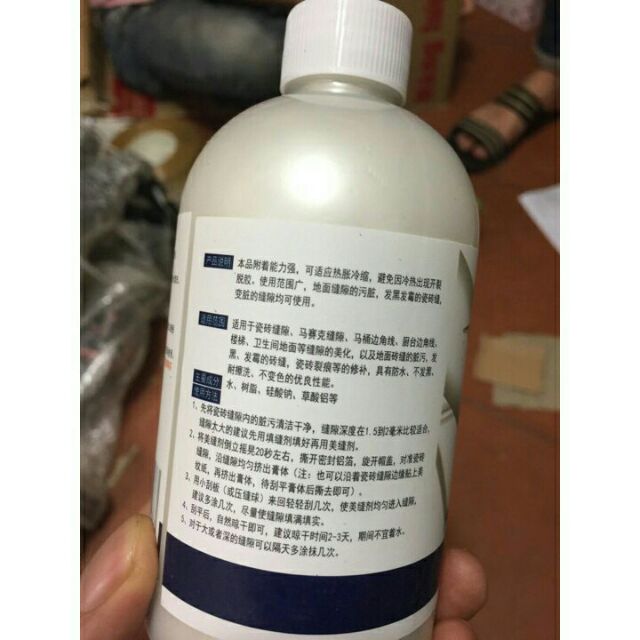 产品说明 本品附着能力强，可适应热胀冷缩，避免因冷热出现开裂
脱胶。使用范围广，地面缝隙的污脏，发黑发霉的瓷砖缝，
变脏的缝隙均可使用。
适用范围 适用于瓷砖缝隙、马赛克缝隙、马桶边角线、厨台边角线、
楼梯、卫生间地面等缝隙的美化，以及地面砖缝的脏污，发
黑、发霉的砖缝，瓷砖裂痕等的修补，具有防水、不发黑、
耐擦洗、不变色的优良性能。
主要成分 水、树脂、硅酸钠、草酸铝等
使用方法
1、先将瓷砖缝隙内的脏污清洁干净，缝隙深度在1.5到2毫米比较适合，
缝隙太大的建议先用填缝剂填好再用美缝剂。
2、将美缝剂倒立摇晃20秒左右，撕开密封铝箔，旋开帽盖，对准瓷砖
缝隙，沿缝隙均匀挤出膏体（注：也可以沿着瓷砖缝隙边缘贴上美
纹纸，再挤出膏体，待刮平膏体后撕去即可）。
3、用小刮板（或压缝球）来回轻轻刮几次，使美缝剂均匀进入缝隙，
建议多涂几次，尽量使缝隙填满填实。
4、刮平后，自然晾干即可，建议晾干时间2-3天，期间不宜着水。
5、对于大或者深的缝隙可以隔天多涂抹几次。